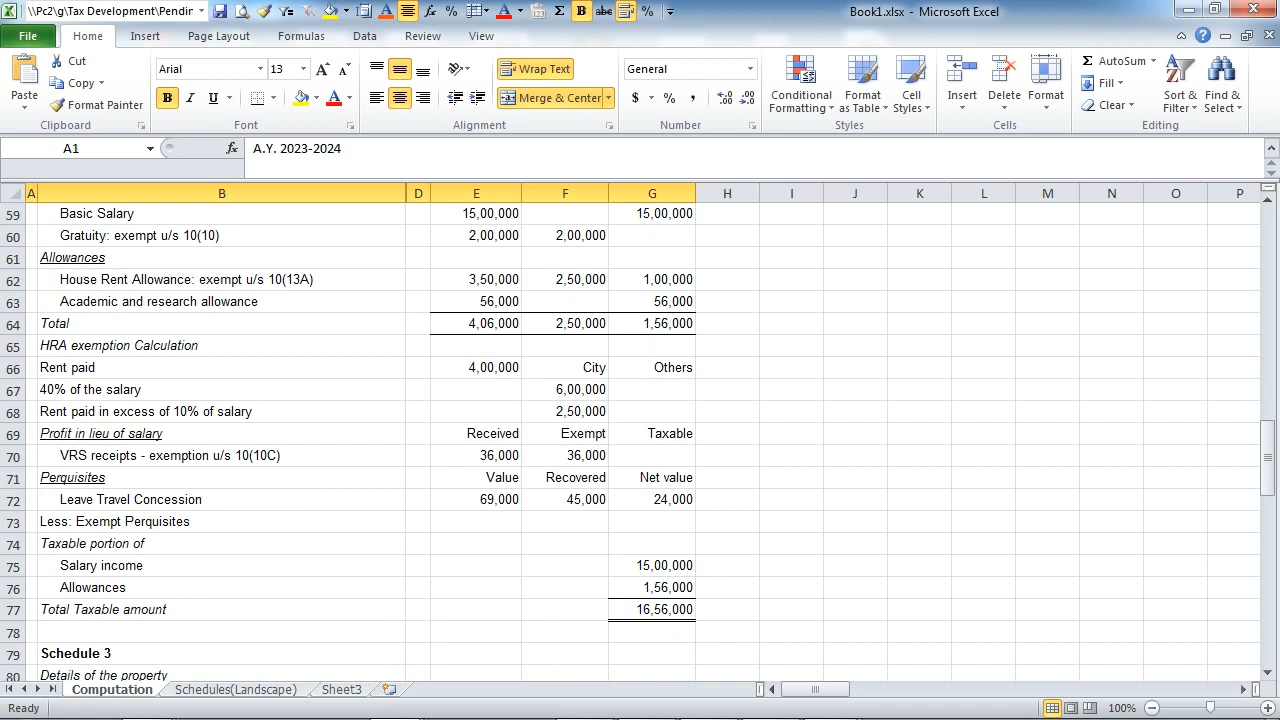 \\Pc2\g\Tax Development\Pendir
Book1.xlsx - Microsoft Excel
File Home Insert Page Layout Formulas Data Review View
Paste Cut Copy Format Painter Clipboard
Arial 13 B I U Font
Wrap Text Merge & Center Alignment
General $ % , Number
Conditional Formatting Format as Table Cell Styles Styles
Insert Delete Format Cells
AutoSum Fill Clear Sort & Filter Find & Select Editing
A1 fx A.Y. 2023-2024
A B D E F G H I J K L M N O P
59 Basic Salary 15,00,000 15,00,000
60 Gratuity: exempt u/s 10(10) 2,00,000 2,00,000
61 Allowances
62 House Rent Allowance: exempt u/s 10(13A) 3,50,000 2,50,000 1,00,000
63 Academic and research allowance 56,000 56,000
64 Total 4,06,000 2,50,000 1,56,000
65 HRA exemption Calculation
66 Rent paid 4,00,000 City Others
67 40% of the salary 6,00,000
68 Rent paid in excess of 10% of salary 2,50,000
69 Profit in lieu of salary Received Exempt Taxable
70 VRS receipts - exemption u/s 10(10C) 36,000 36,000
71 Perquisites Value Recovered Net value
72 Leave Travel Concession 69,000 45,000 24,000
73 Less: Exempt Perquisites
74 Taxable portion of
75 Salary income 15,00,000
76 Allowances 1,56,000
77 Total Taxable amount 16,56,000
78
79 Schedule 3
80 Details of the property
Computation Schedules(Landscape) Sheet3
Ready 100%